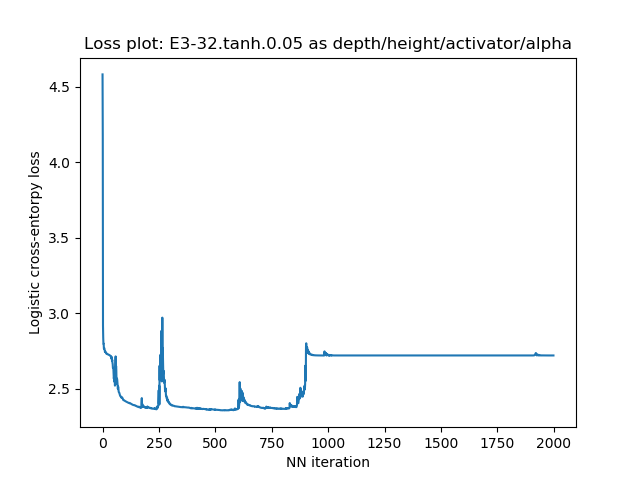 Loss plot: E3-32.tanh.0.05 as depth/height/activator/alpha
Logistic cross-entorpy loss
4.5
4.0
3.5
3.0
2.5
0 250 500 750 1000 1250 1500 1750 2000
NN iteration